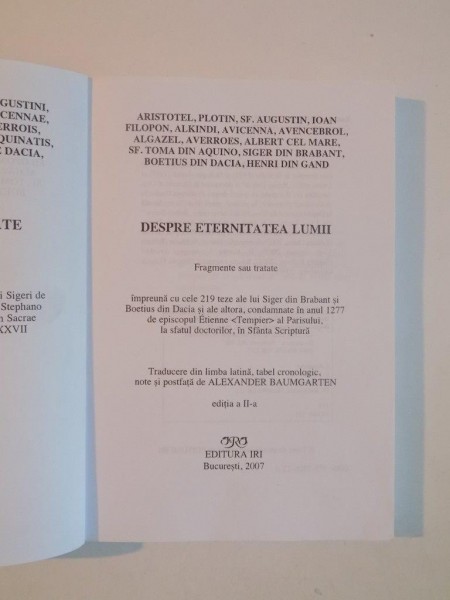 GUSTINI,
CENNAE,
ERROIS,
QUINATIS,
E DACIA,
TE
i Sigeri de
Stephano
n Sacrae
XXVII
ARISTOTEL, PLOTIN, SF. AUGUSTIN, IOAN
FILOPON, ALKINDI, AVICENNA, AVENCEBROL,
ALGAZEL, AVERROES, ALBERT CEL MARE,
SF. TOMA DIN AQUINO, SIGER DIN BRABANT,
BOETIUS DIN DACIA, HENRI DIN GAND
DESPRE ETERNITATEA LUMII
Fragmente sau tratate
împreună cu cele 219 teze ale lui Siger din Brabant şi
Boetius din Dacia şi ale altora, condamnate în anul 1277
de episcopul Étienne <Tempier> al Parisului,
la sfatul doctorilor, în Sfânta Scriptură
Traducere din limba latină, tabel cronologic,
note şi postfaţă de ALEXANDER BAUMGARTEN
ediţia a II-a
IRI
EDITURA IRI
Bucureşti, 2007